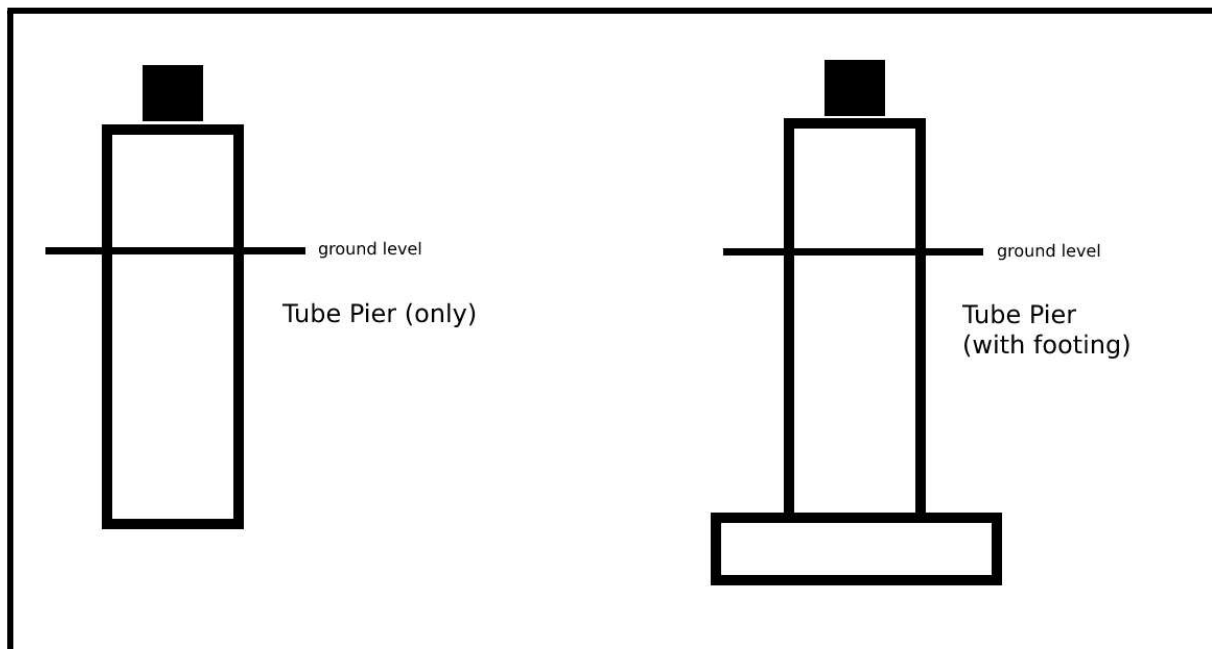 ground level
Tube Pier (only)
ground level
Tube Pier
(with footing)